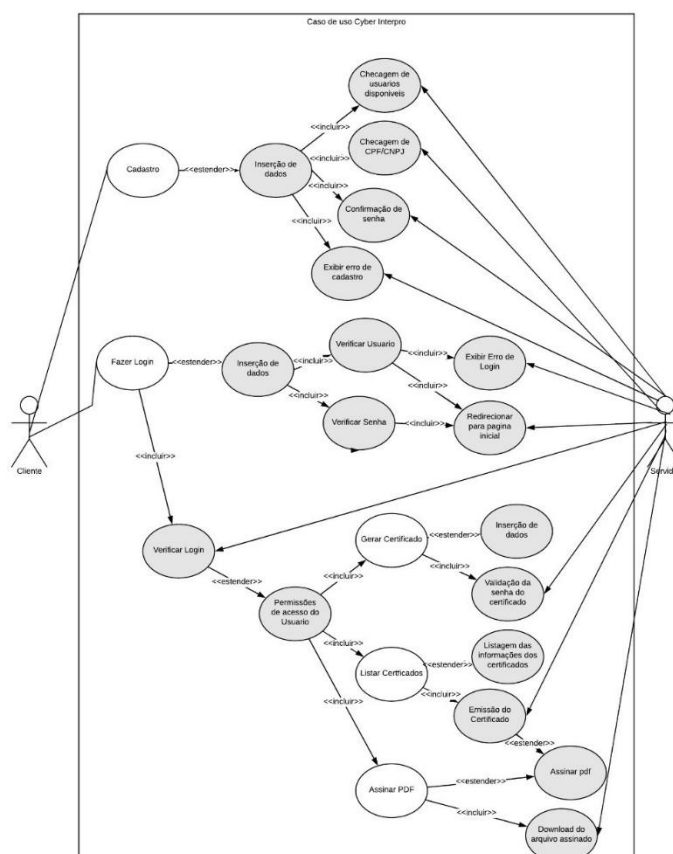 Caso de uso Cyber Interpro
Checagem de
usuarios
disponiveis
<<incluir>>
Checagem de
CPF/CNPJ
<<incluir>>
Cadastro
<<estender>>
Inserção de
dados
<<incluir>>
Confirmação de
senha
<<incluir>>
Exibir erro de
cadastro
Fazer Login
<<estender>>
Inserção de
dados
<<incluir>>
Verificar Usuario
<<incluir>>
Exibir Erro de
Login
<<incluir>>
<<incluir>>
Verificar Senha
<<incluir>>
Redirecionar
para pagina
inicial
Cliente
Servid
<<incluir>>
Verificar Login
<<estender>>
Permissões
de acesso do
Usuario
<<incluir>>
Gerar Certificado
<<estender>>
Inserção de
dados
<<incluir>>
Validação da
senha do
certificado
<<incluir>>
Listar Certficados
<<estender>>
Listagem das
informações dos
certificados
<<incluir>>
Emissão do
Certificado
<<estender>>
<<incluir>>
Assinar PDF
<<estender>>
Assinar pdf
<<incluir>>
Download do
arquivo assinado